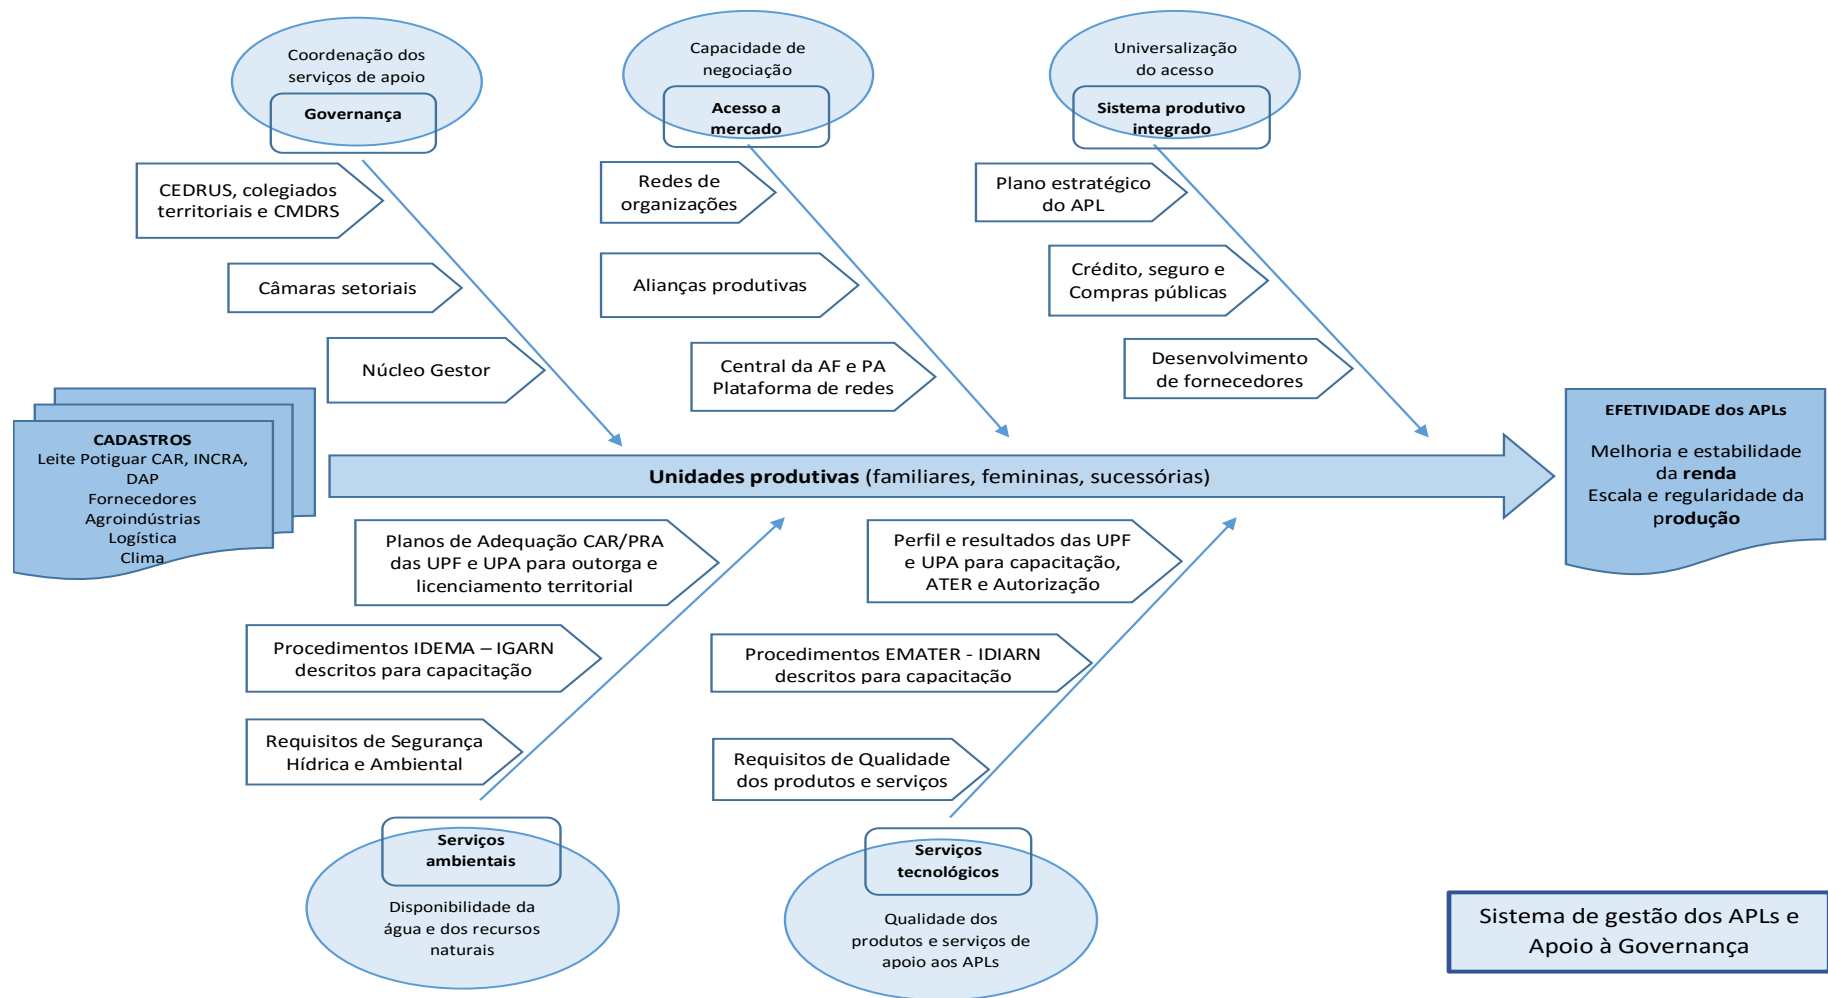 Coordenação dos
serviços de apoio
Governança
Capacidade de
negociação
Acesso a
mercado
Universalização
do acesso
Sistema produtivo
integrado
CEDRUS, colegiados
territoriais e CMDRS
Redes de
organizações
Plano estratégico
do APL
Câmaras setoriais
Alianças produtivas
Crédito, seguro e
Compras públicas
Núcleo Gestor
Central da AF e PA
Plataforma de redes
Desenvolvimento
de fornecedores
CADASTROS
Leite Potiguar CAR, INCRA,
DAP
Fornecedores
Agroindústrias
Logística
Clima
Unidades produtivas (familiares, femininas, sucessórias)
EFETIVIDADE dos APLs
Melhoria e estabilidade
da renda
Escala e regularidade da
produção
Planos de Adequação CAR/PRA
das UPF e UPA para outorga e
licenciamento territorial
Perfil e resultados das UPF
e UPA para capacitação,
ATER e Autorização
Procedimentos IDEMA – IGARN
descritos para capacitação
Procedimentos EMATER - IDIARN
descritos para capacitação
Requisitos de Segurança
Hídrica e Ambiental
Requisitos de Qualidade
dos produtos e serviços
Serviços
ambientais
Disponibilidade da
água e dos recursos
naturais
Serviços
tecnológicos
Qualidade dos
produtos e serviços de
apoio aos APLs
Sistema de gestão dos APLs e
Apoio à Governança